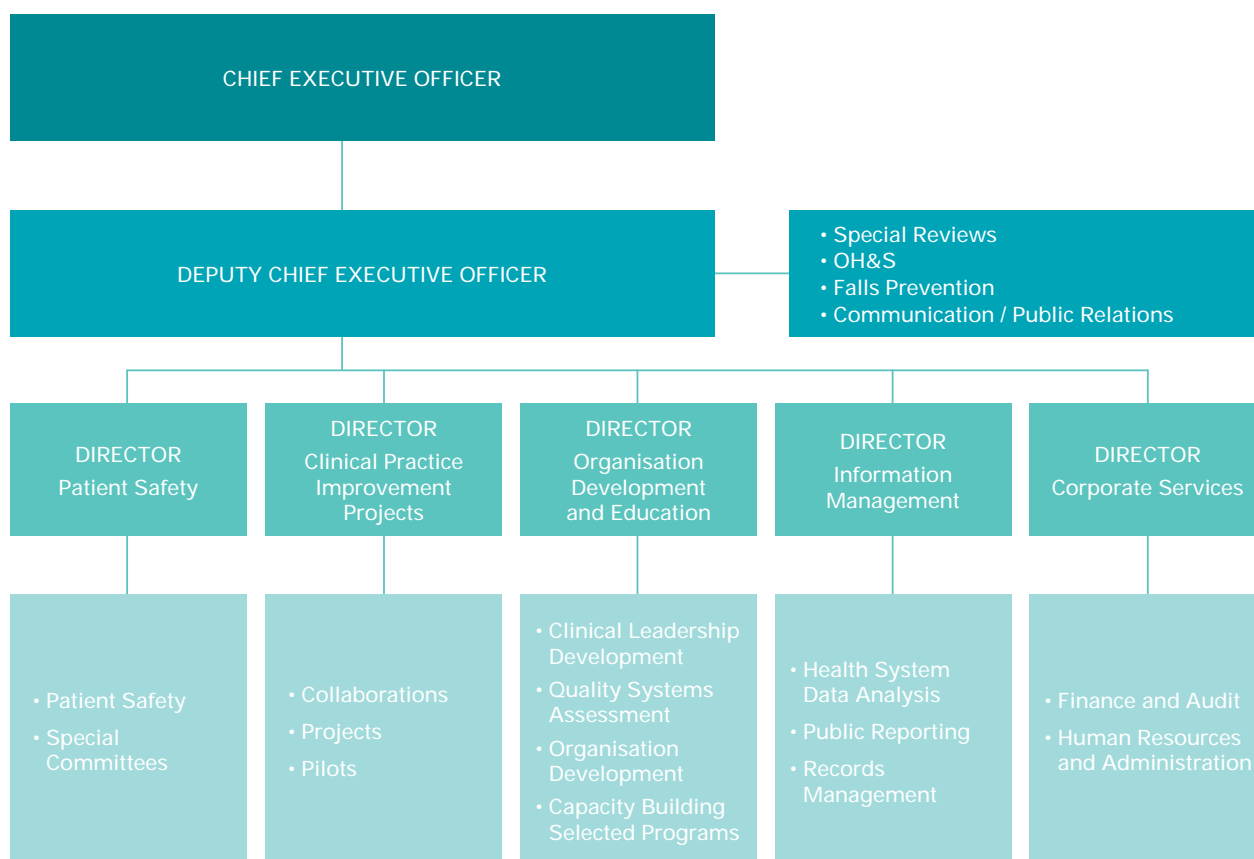 CHIEF EXECUTIVE OFFICER
DEPUTY CHIEF EXECUTIVE OFFICER
• Special Reviews
• OH&S
• Falls Prevention
• Communication / Public Relations
DIRECTOR
Patient Safety
DIRECTOR
Clinical Practice
Improvement
Projects
DIRECTOR
Organisation
Development
and Education
DIRECTOR
Information
Management
DIRECTOR
Corporate Services
• Patient Safety
• Special
Committees
• Collaborations
• Projects
• Pilots
• Clinical Leadership
Development
• Quality Systems
Assessment
• Organisation
Development
• Capacity Building
Selected Programs
• Health System
Data Analysis
• Public Reporting
• Records
Management
• Finance and Audit
• Human Resources
and Administration